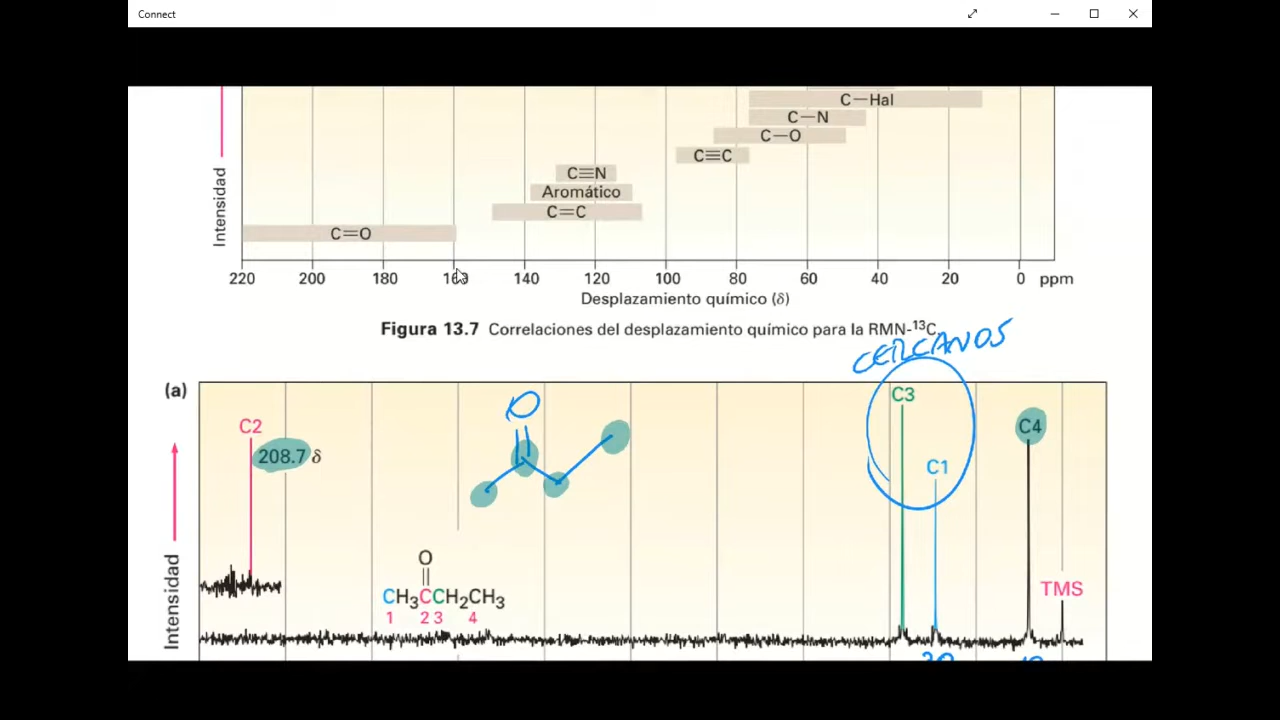 Connect
C—Hal
C—N
C—O
C≡C
C≡N
Aromático
C=C
C=O
Intensidad
220 200 180 160 140 120 100 80 60 40 20 0 ppm
Desplazamiento químico (δ)
Figura 13.7 Correlaciones del desplazamiento químico para la RMN-¹³C.
CERCANOS
(a)
C3
O
C2
C4
208.7 δ
C1
O
CH₃CCH₂CH₃
1 2 3 4
TMS
Intensidad